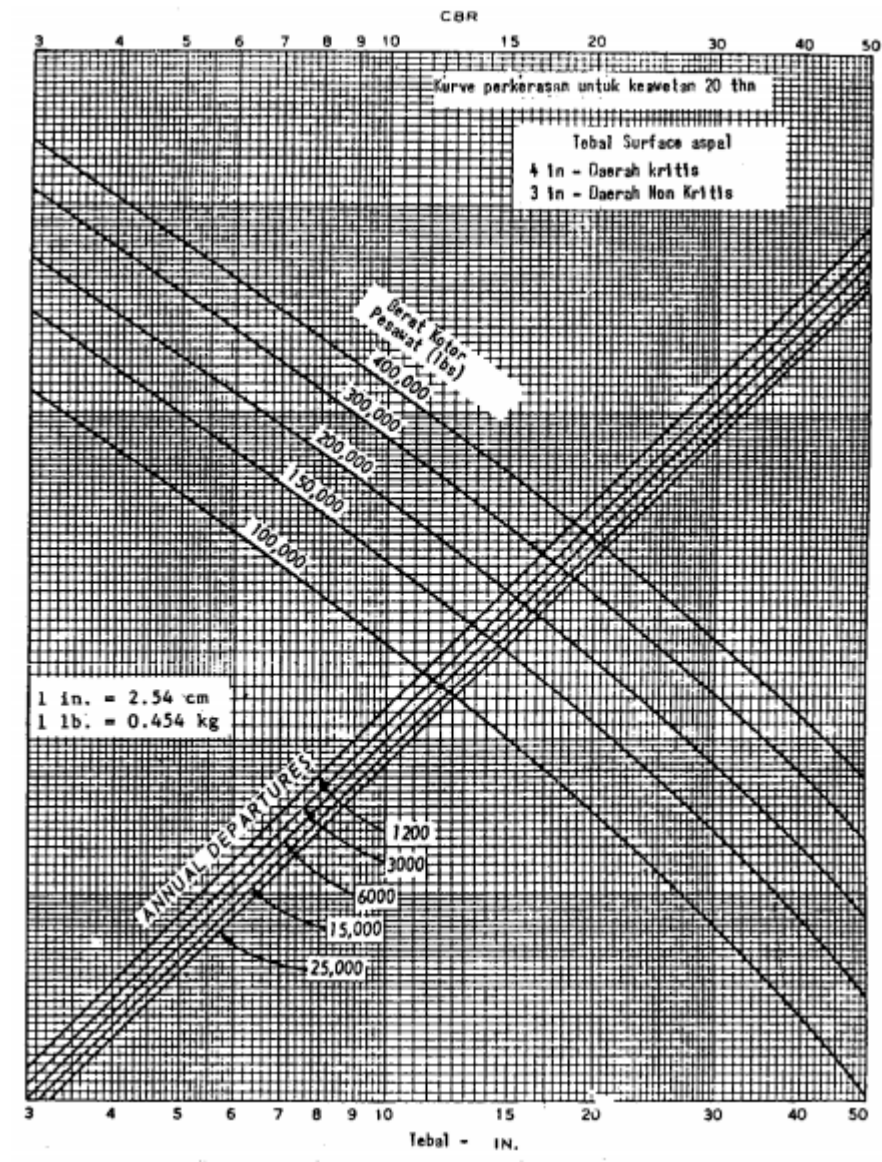 CBR
3 4 5 6 7 8 9 10 15 20 30 40 50
Kurve perkerasan untuk keawetan 20 thn
Tebal Surface aspal
4 in - Daerah kritis
3 in - Daerah Non Kritis
Berat Kotor
Pesawat (lbs)
400,000
300,000
200,000
150,000
100,000
1 in. = 2.54 cm
1 lb. = 0.454 kg
ANNUAL DEPARTURES
1200
3000
6000
15,000
25,000
3 4 5 6 7 8 9 10 15 20 30 40 50
Tebal - IN.